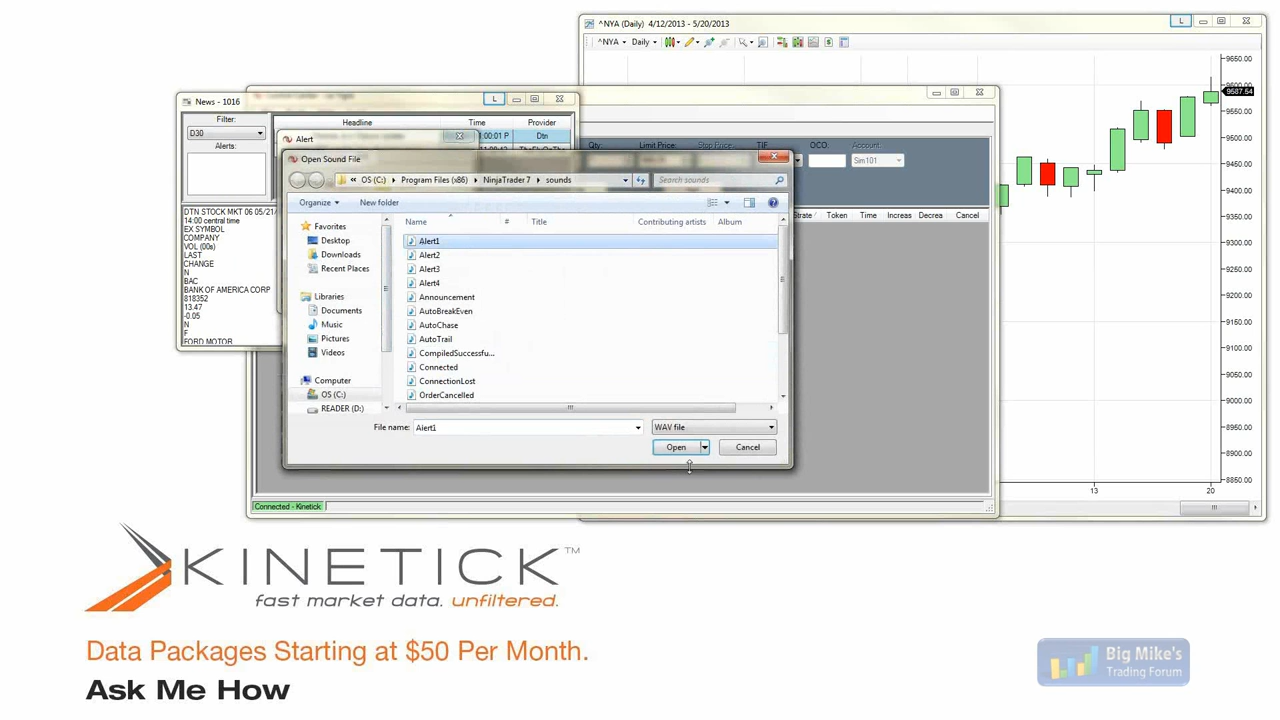 ^NYA (Daily) 4/12/2013 - 5/20/2013
L
^NYA Daily
News - 1016
L
Filter:
D30
Alerts:
Headline
Time
Provider
1:00:01 P
Dtn
DTN STOCK MKT 06 05/21/
14:00 central time
EX SYMBOL
COMPANY
VOL (00s)
LAST
CHANGE
N
BAC
BANK OF AMERICA CORP
818352
13.47
-0.05
N
F
FORD MOTOR
Alert
Open Sound File
« OS (C:) Program Files (x86) NinjaTrader 7 sounds
Search sounds
Organize
New folder
Name # Title Contributing artists Album
Favorites
Desktop
Downloads
Recent Places
Libraries
Documents
Music
Pictures
Videos
Computer
OS (C:)
READER (D:)
Alert1
Alert2
Alert3
Alert4
Announcement
AutoBreakEven
AutoChase
AutoTrail
CompiledSuccessfu...
Connected
ConnectionLost
OrderCancelled
File name: Alert1
WAV file
Open
Cancel
Qty: Limit Price: Stop Price: TIF OCO: Account:
Sim101
Strate Token Time Increas Decrea Cancel
9650.00
9587.54
9550.00
9500.00
9450.00
9400.00
9350.00
9300.00
9250.00
9200.00
9150.00
9100.00
9050.00
9000.00
8950.00
8900.00
8850.00
13
20
Connected - Kinetick
KINETICK™
fast market data. unfiltered.
Data Packages Starting at $50 Per Month.
Ask Me How
Big Mike's
Trading Forum